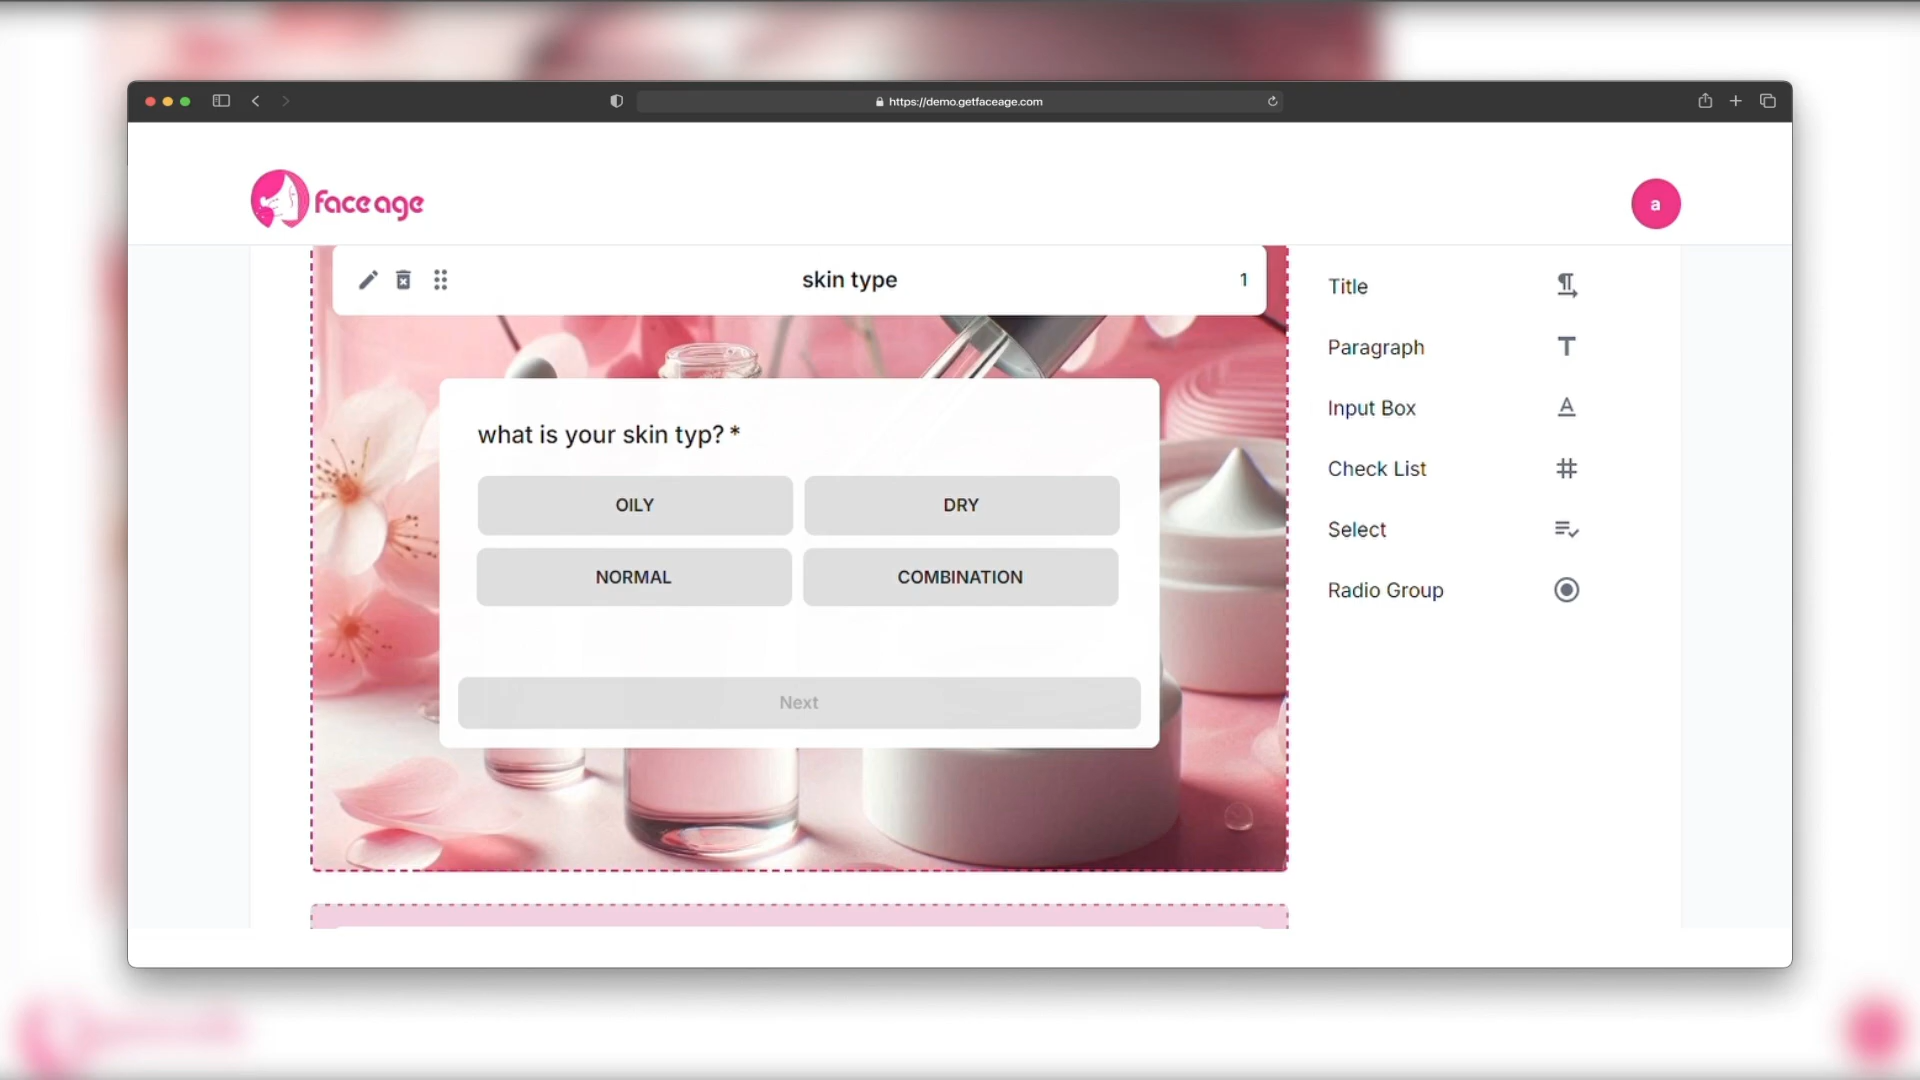 https://demo.getfaceage.com
face age
a
skin type
1
what is your skin typ? *
OILY
DRY
NORMAL
COMBINATION
Next
Title
Paragraph
Input Box
Check List
Select
Radio Group